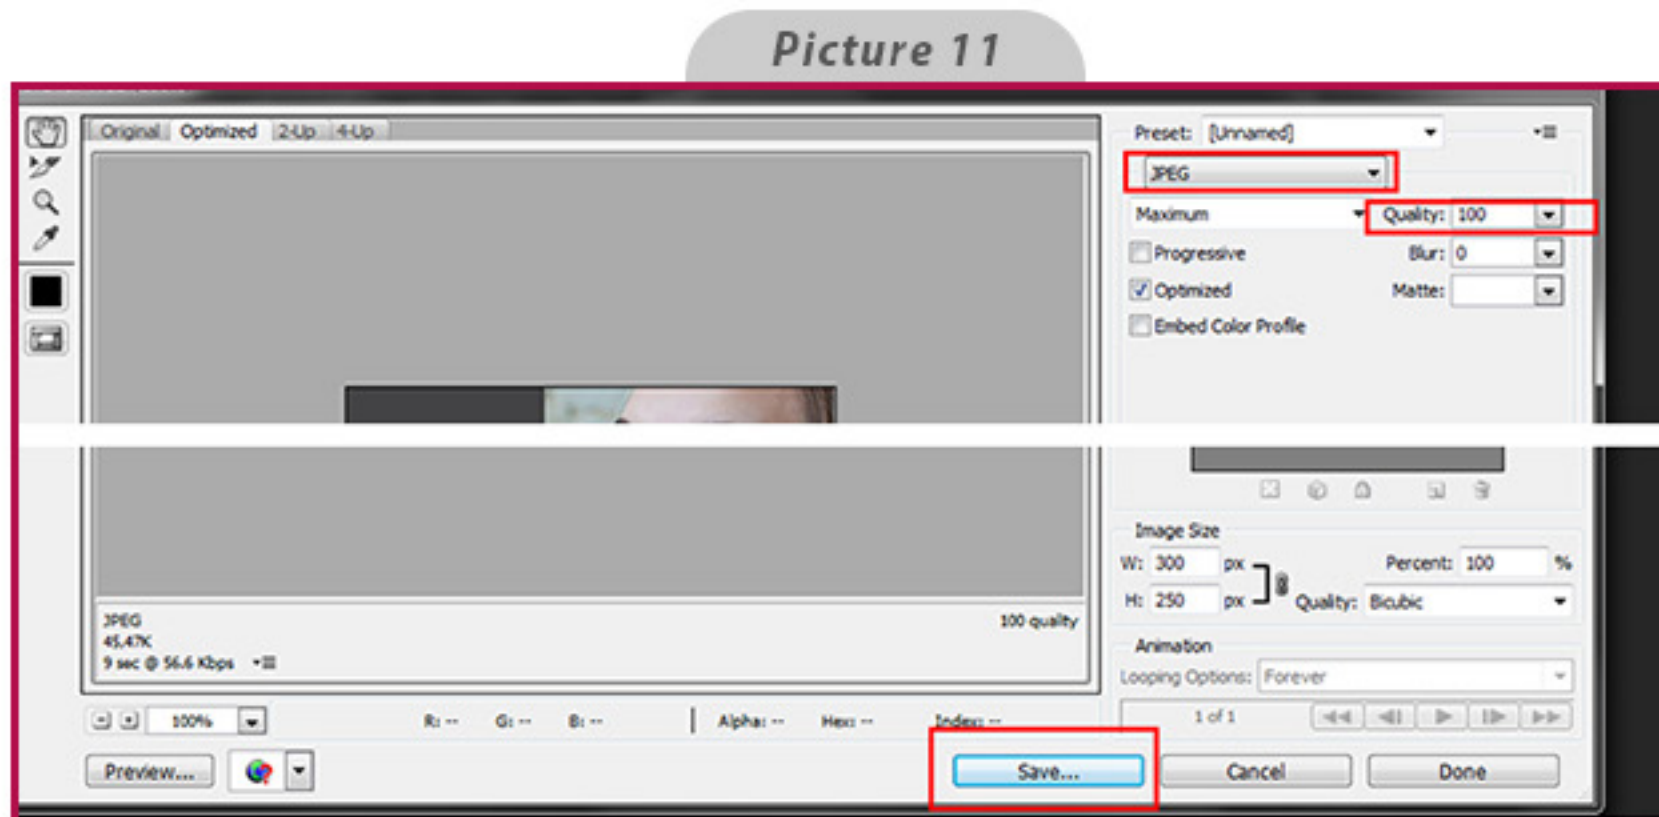 Picture 11
Original Optimized 2-Up 4-Up
Preset: [Unnamed]
JPEG
Maximum Quality: 100
Progressive Blur: 0
Optimized Matte:
Embed Color Profile
Image Size
W: 300 px Percent: 100 %
H: 250 px Quality: Bicubic
JPEG 100 quality
45,47K
9 sec @ 56.6 Kbps
Animation
Looping Options: Forever
1 of 1
100% R: -- G: -- B: -- Alpha: -- Hex: -- Index: --
Preview... Save... Cancel Done